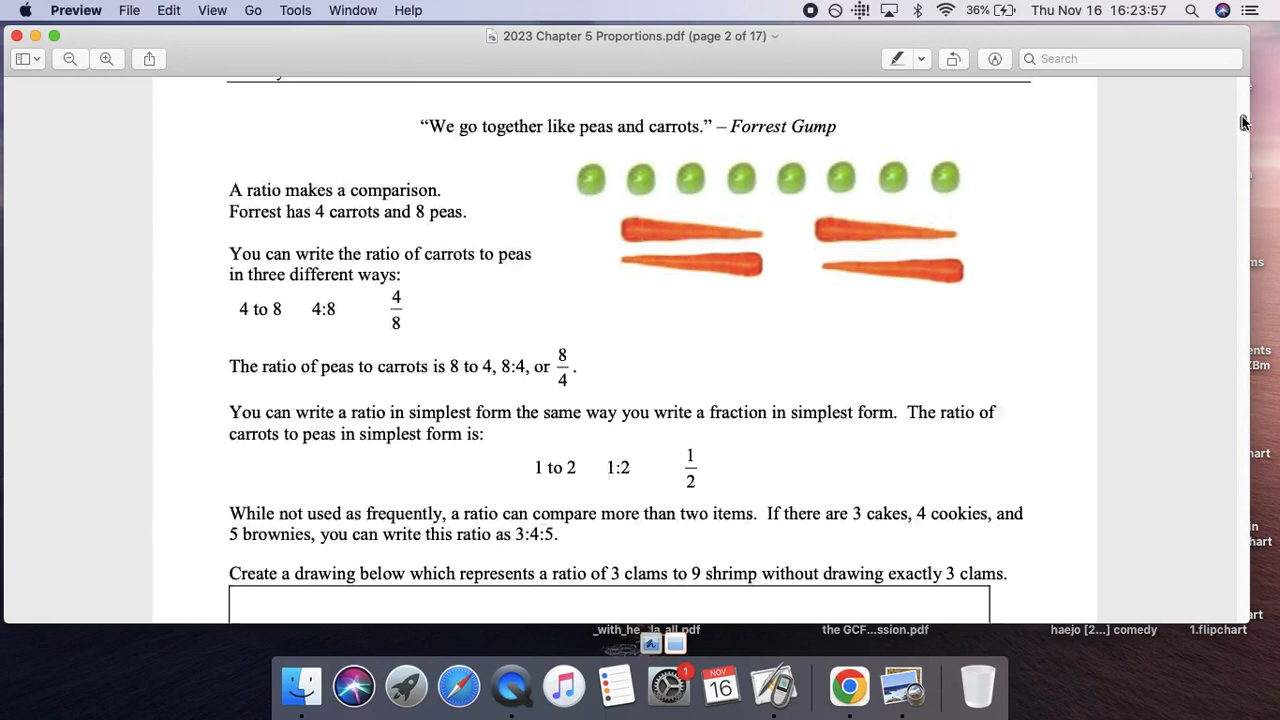 Preview File Edit View Go Tools Window Help 36% Thu Nov 16 16:23:57
2023 Chapter 5 Proportions.pdf (page 2 of 17)
Search
“We go together like peas and carrots.” – Forrest Gump
A ratio makes a comparison.
Forrest has 4 carrots and 8 peas.
You can write the ratio of carrots to peas
in three different ways:
4 to 8 4:8 4/8
The ratio of peas to carrots is 8 to 4, 8:4, or 8/4.
You can write a ratio in simplest form the same way you write a fraction in simplest form. The ratio of
carrots to peas in simplest form is:
1 to 2 1:2 1/2
While not used as frequently, a ratio can compare more than two items. If there are 3 cakes, 4 cookies, and
5 brownies, you can write this ratio as 3:4:5.
Create a drawing below which represents a ratio of 3 clams to 9 shrimp without drawing exactly 3 clams.
the GCF...ssion.pdf haejo [2...] comedy 1.flipchart
1
NOV
16